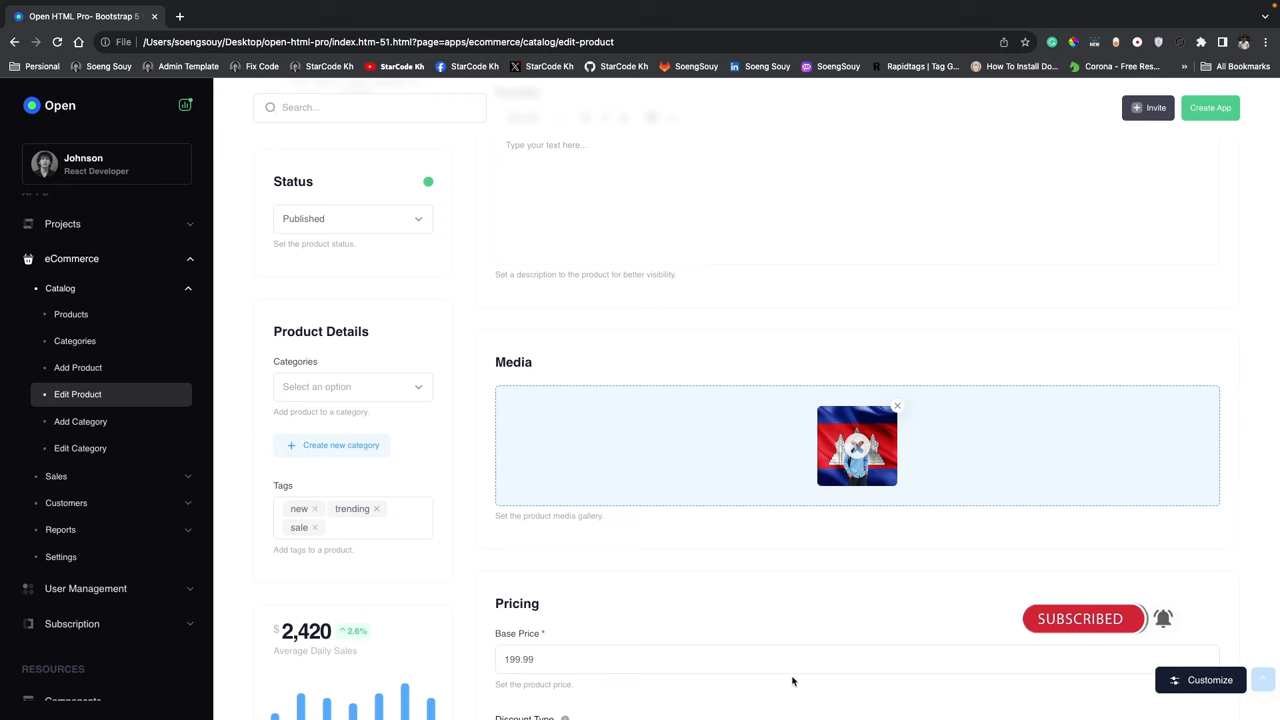 Open HTML Pro- Bootstrap 5
File
/Users/soengsouy/Desktop/open-html-pro/index.htm-51.html?page=apps/ecommerce/catalog/edit-product
Personal
Soeng Souy
Admin Template
Fix Code
StarCode Kh
StarCode Kh
StarCode Kh
StarCode Kh
StarCode Kh
SoengSouy
Soeng Souy
SoengSouy
Rapidtags | Tag G...
How To Install Do...
Corona - Free Res...
»
All Bookmarks
Open
Johnson
React Developer
APPS
Projects
eCommerce
Catalog
Products
Categories
Add Product
Edit Product
Add Category
Edit Category
Sales
Customers
Reports
Settings
User Management
Subscription
RESOURCES
Components
Search...
Invite
Create App
Status
Published
Set the product status.
Product Details
Categories
Select an option
Add product to a category.
+ Create new category
Tags
new ×
trending ×
sale ×
Add tags to a product.
$ 2,420
2.6%
Average Daily Sales
Type your text here...
Set a description to the product for better visibility.
Media
Set the product media gallery.
Pricing
Base Price *
199.99
Set the product price.
Discount Type
SUBSCRIBED
Customize